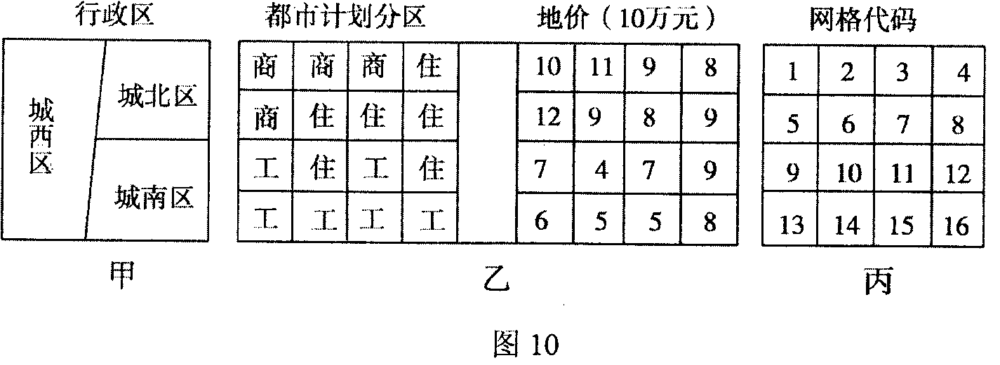 行政区 都市计划分区 地价（10万元） 网格代码
城西区
城北区
城南区
商 商 商 住
商 住 住 住
工 住 工 住
工 工 工 工
10 11 9 8
12 9 8 9
7 4 7 9
6 5 5 8
1 2 3 4
5 6 7 8
9 10 11 12
13 14 15 16
甲 乙 丙
图 10